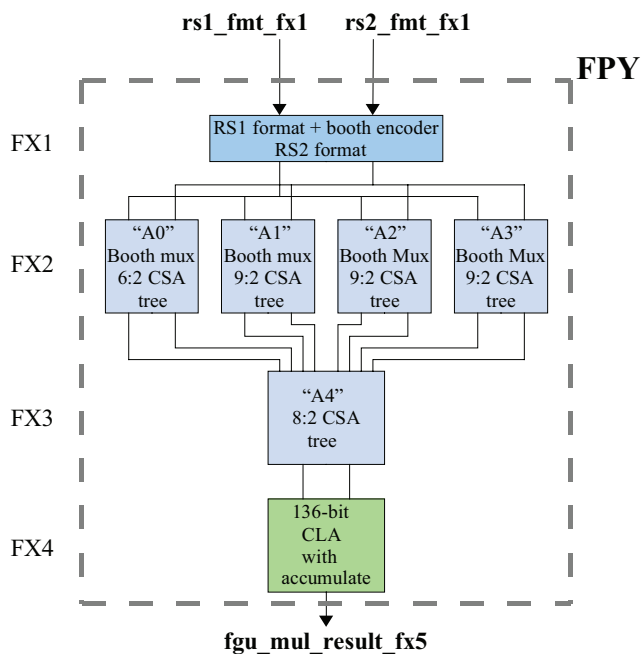 rs1_fmt_fx1 rs2_fmt_fx1
FPY
FX1
RS1 format + booth encoder
RS2 format
FX2
“A0”
Booth mux
6:2 CSA
tree
“A1”
Booth mux
9:2 CSA
tree
“A2”
Booth Mux
9:2 CSA
tree
“A3”
Booth Mux
9:2 CSA
tree
FX3
“A4”
8:2 CSA
tree
FX4
136-bit
CLA
with
accumulate
fgu_mul_result_fx5